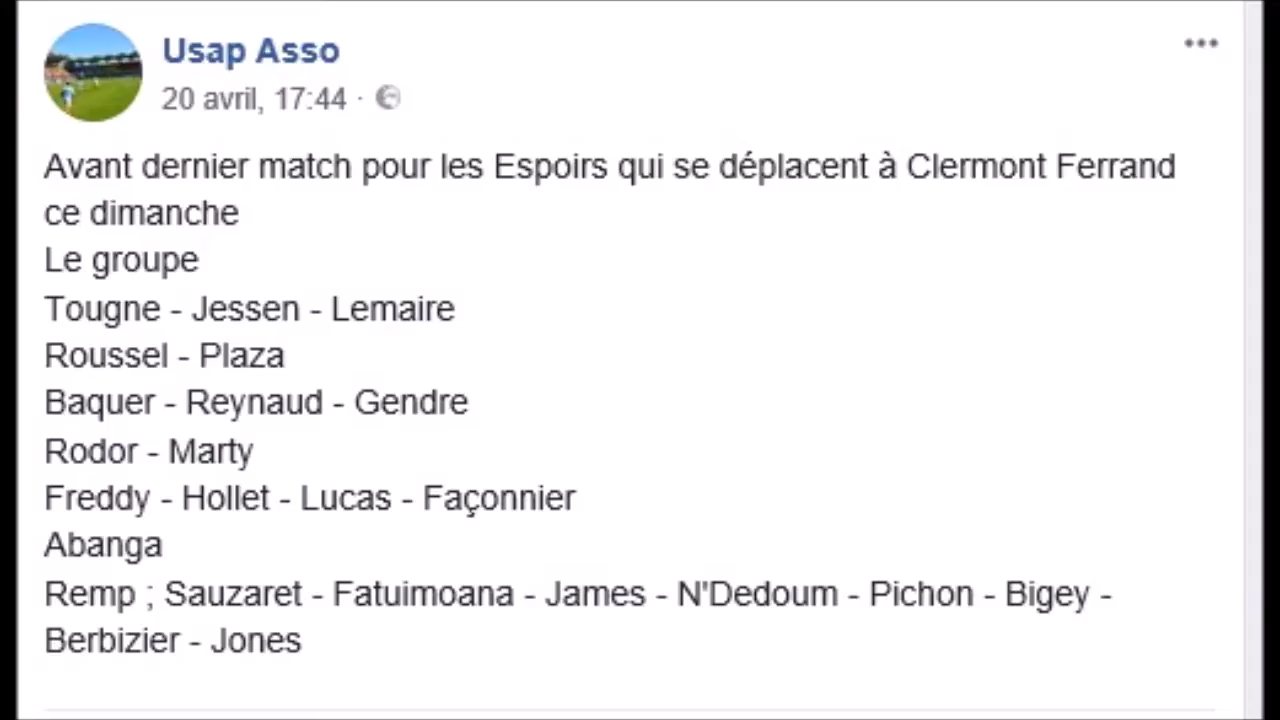 Usap Asso
20 avril, 17:44 ·
Avant dernier match pour les Espoirs qui se déplacent à Clermont Ferrand
ce dimanche
Le groupe
Tougne - Jessen - Lemaire
Roussel - Plaza
Baquer - Reynaud - Gendre
Rodor - Marty
Freddy - Hollet - Lucas - Façonnier
Abanga
Remp ; Sauzaret - Fatuimoana - James - N'Dedoum - Pichon - Bigey -
Berbizier - Jones